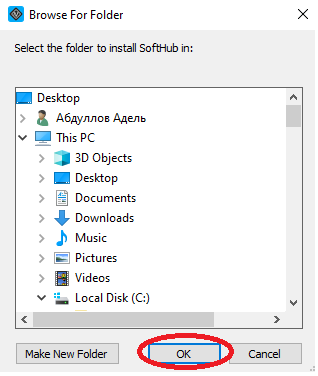 Browse For Folder
Select the folder to install SoftHub in:
Desktop
Абдуллов Адель
This PC
3D Objects
Desktop
Documents
Downloads
Music
Pictures
Videos
Local Disk (C:)
Make New Folder OK Cancel